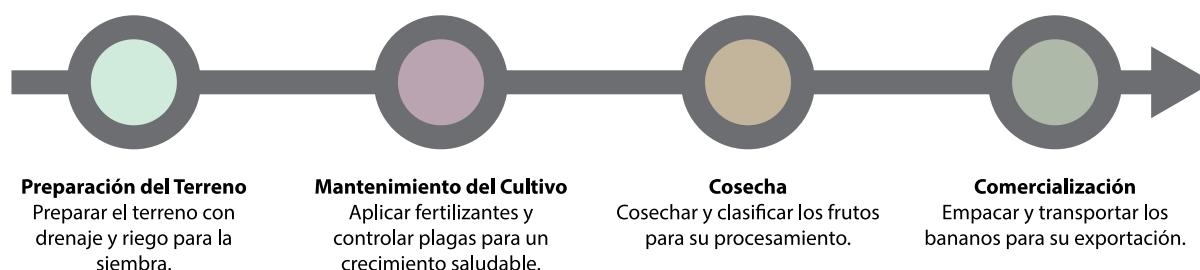 Preparación del Terreno
Preparar el terreno con
drenaje y riego para la
siembra.
Mantenimiento del Cultivo
Aplicar fertilizantes y
controlar plagas para un
crecimiento saludable.
Cosecha
Cosechar y clasificar los frutos
para su procesamiento.
Comercialización
Empacar y transportar los
bananos para su exportación.